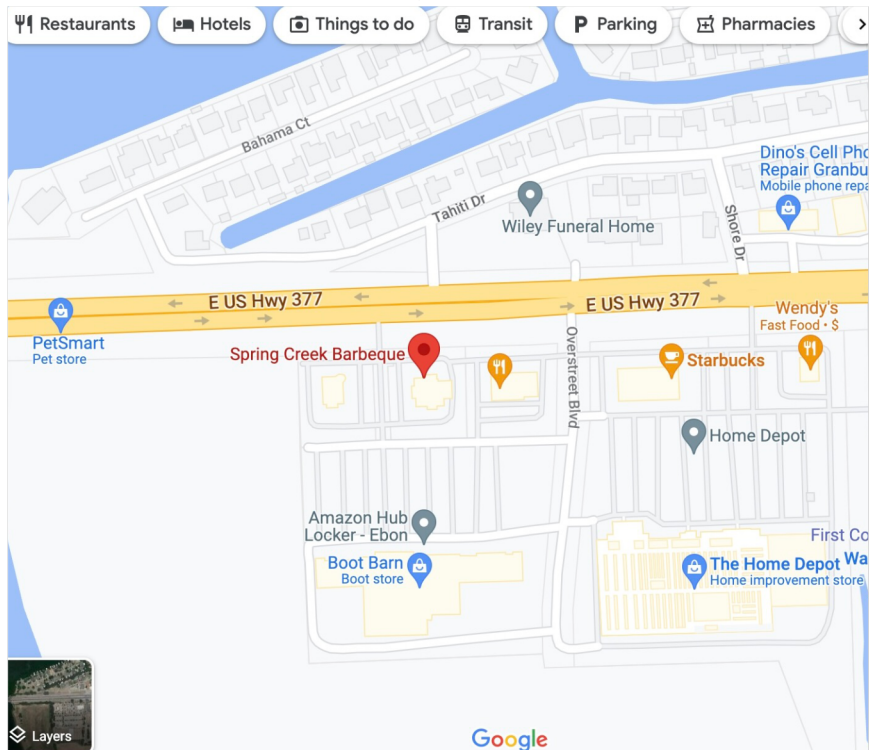 Restaurants
Hotels
Things to do
Transit
P Parking
Pharmacies
Bahama Ct
Dino's Cell Pho
Repair Granbu
Mobile phone repa
Tahiti Dr
Wiley Funeral Home
Shore Dr
E US Hwy 377
E US Hwy 377
PetSmart
Pet store
Wendy's
Fast Food • $
Spring Creek Barbeque
Overstreet Blvd
Starbucks
Home Depot
Amazon Hub
Locker - Ebon
First Co
Boot Barn
Boot store
The Home Depot
Wa
Home improvement store
Layers
Google